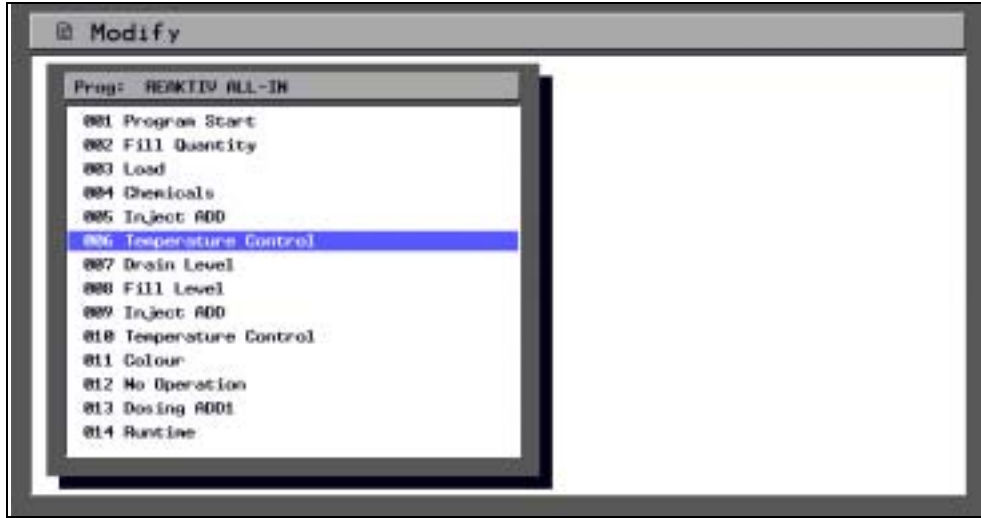 Modify
Prog: REAKTIV ALL-IN
001 Program Start
002 Fill Quantity
003 Load
004 Chemicals
005 Inject ADD
006 Temperature Control
007 Drain Level
008 Fill Level
009 Inject ADD
010 Temperature Control
011 Colour
012 No Operation
013 Dosing ADD1
014 Runtime